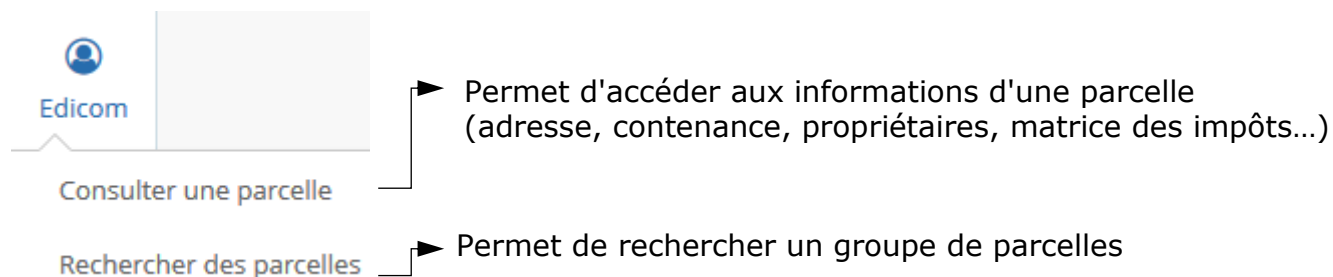 Edicom
Permet d'accéder aux informations d'une parcelle
(adresse, contenance, propriétaires, matrice des impôts…)
Consulter une parcelle
Permet de rechercher un groupe de parcelles
Rechercher des parcelles